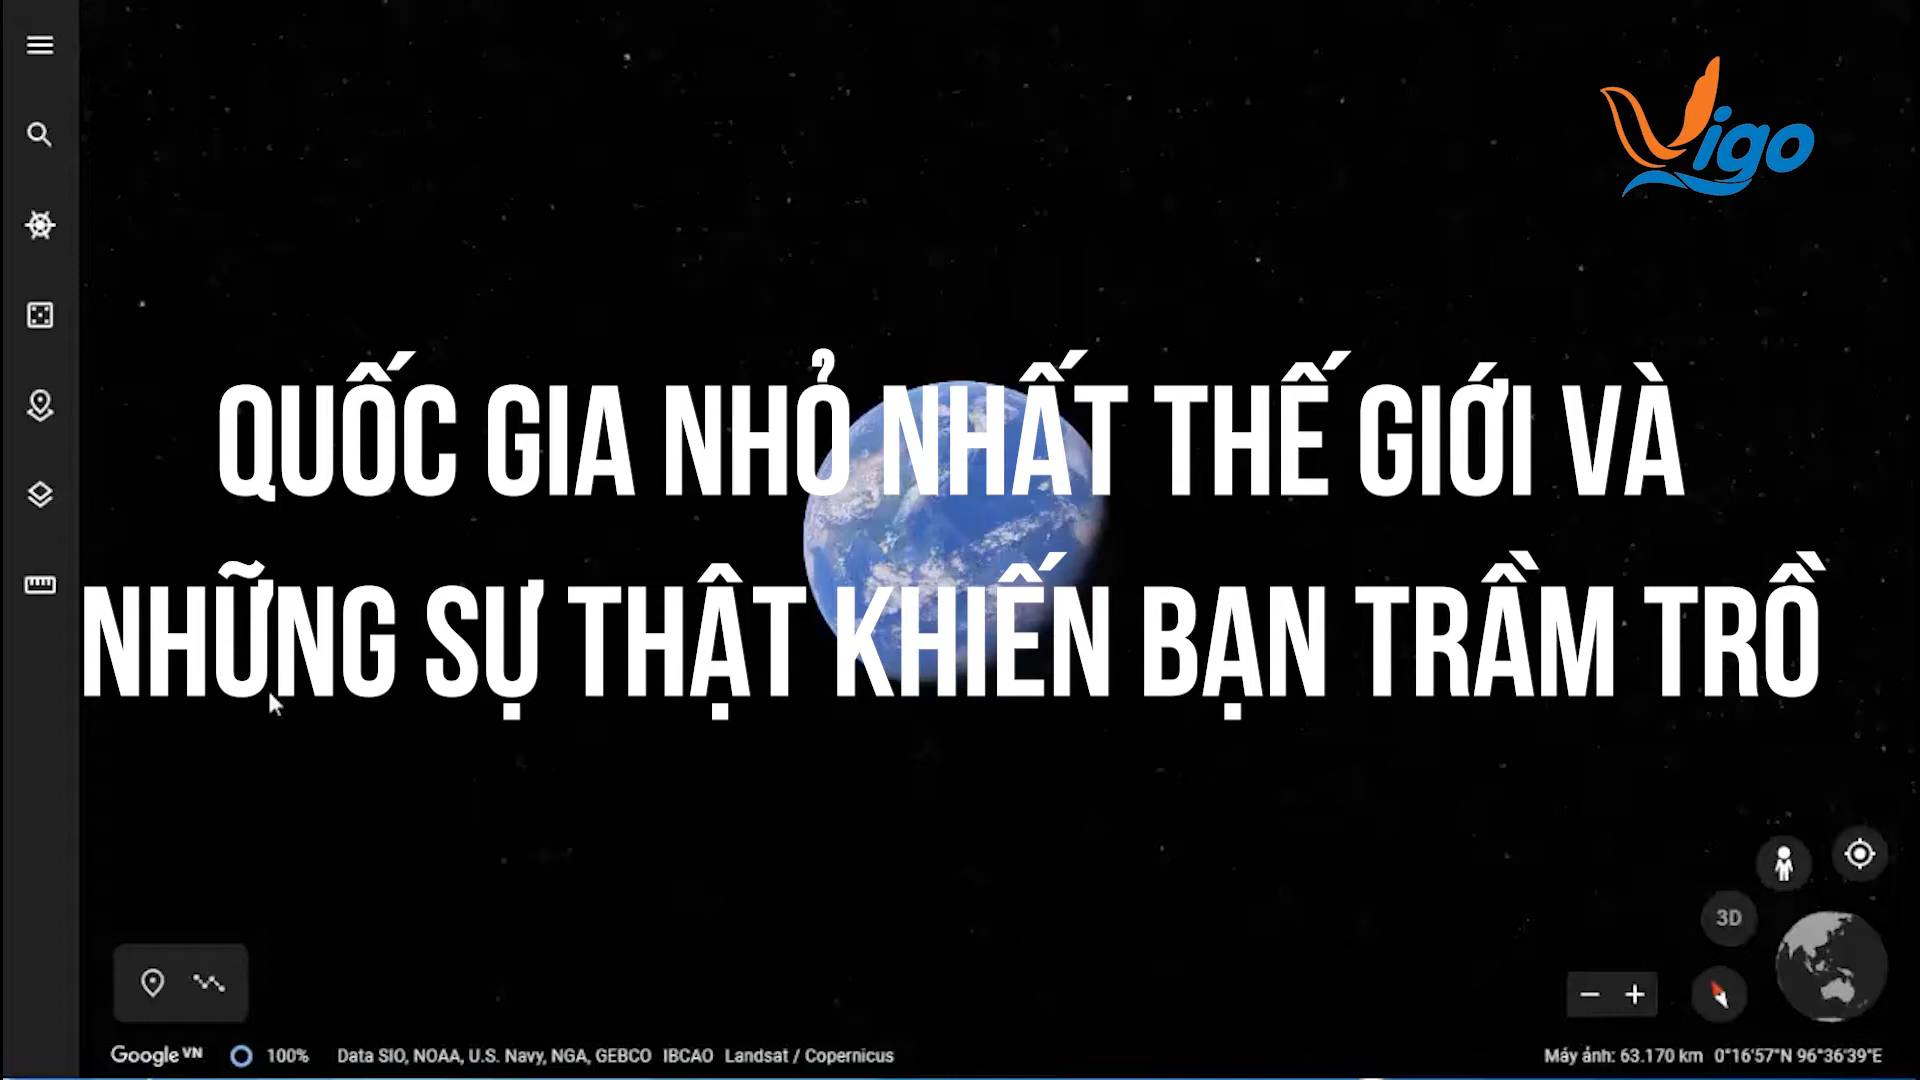 Vigo
QUỐC GIA NHỎ NHẤT THẾ GIỚI VÀ
NHỮNG SỰ THẬT KHIẾN BẠN TRẦM TRỒ
3D
Google VN 100% Data SIO, NOAA, U.S. Navy, NGA, GEBCO IBCAO Landsat / Copernicus Máy ảnh: 63.170 km 0°16'57"N 96°36'39"E